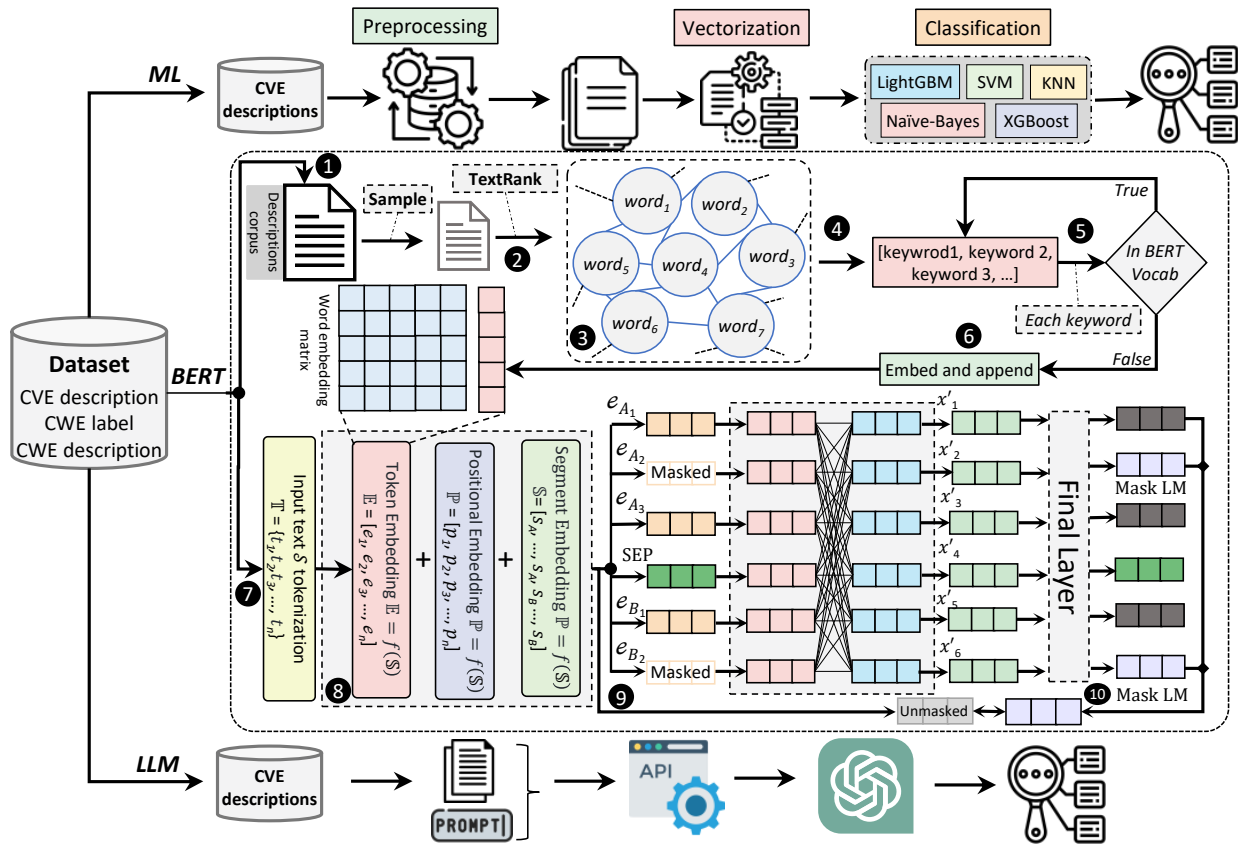 Preprocessing
Vectorization
Classification
ML
CVE
descriptions
LightGBM
SVM
KNN
Naïve-Bayes
XGBoost
1
Descriptions
corpus
Sample
TextRank
2
word1
word2
word3
word4
word5
word6
word7
3
4
[keywrod1, keyword 2,
keyword 3, ...]
5
Each keyword
In BERT
Vocab
True
False
6
Embed and append
Word embedding
matrix
Dataset
CVE description
CWE label
CWE description
BERT
7
Input text 𝒮 tokenization
𝕋 = {t1,t2,t3,..., tn}
Token Embedding 𝔼 = f(𝕊)
𝔼 = [e1, e2, e3, ..., en]
+
Positional Embedding ℙ = f(𝕊)
ℙ = [p1, p2, p3, ..., pn]
+
Segment Embedding ℙ = f(𝕊)
𝕊= [sA, ..., sA, sB ..., sB]
8
9
eA1
eA2
Masked
eA3
SEP
eB1
eB2
Masked
x'1
x'2
x'3
x'4
x'5
x'6
Final Layer
Mask LM
Mask LM
10
Unmasked
LLM
CVE
descriptions
PROMPT
API